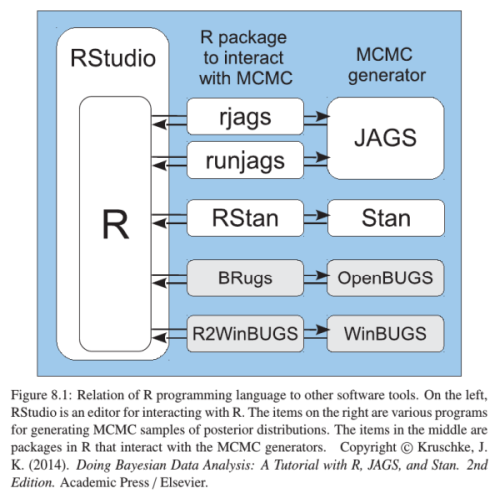 RStudio
R package
to interact
with MCMC
MCMC
generator
R
rjags
runjags
JAGS
RStan
Stan
BRugs
OpenBUGS
R2WinBUGS
WinBUGS
Figure 8.1: Relation of R programming language to other software tools. On the left,
RStudio is an editor for interacting with R. The items on the right are various programs
for generating MCMC samples of posterior distributions. The items in the middle are
packages in R that interact with the MCMC generators. Copyright © Kruschke, J.
K. (2014). Doing Bayesian Data Analysis: A Tutorial with R, JAGS, and Stan. 2nd
Edition. Academic Press / Elsevier.